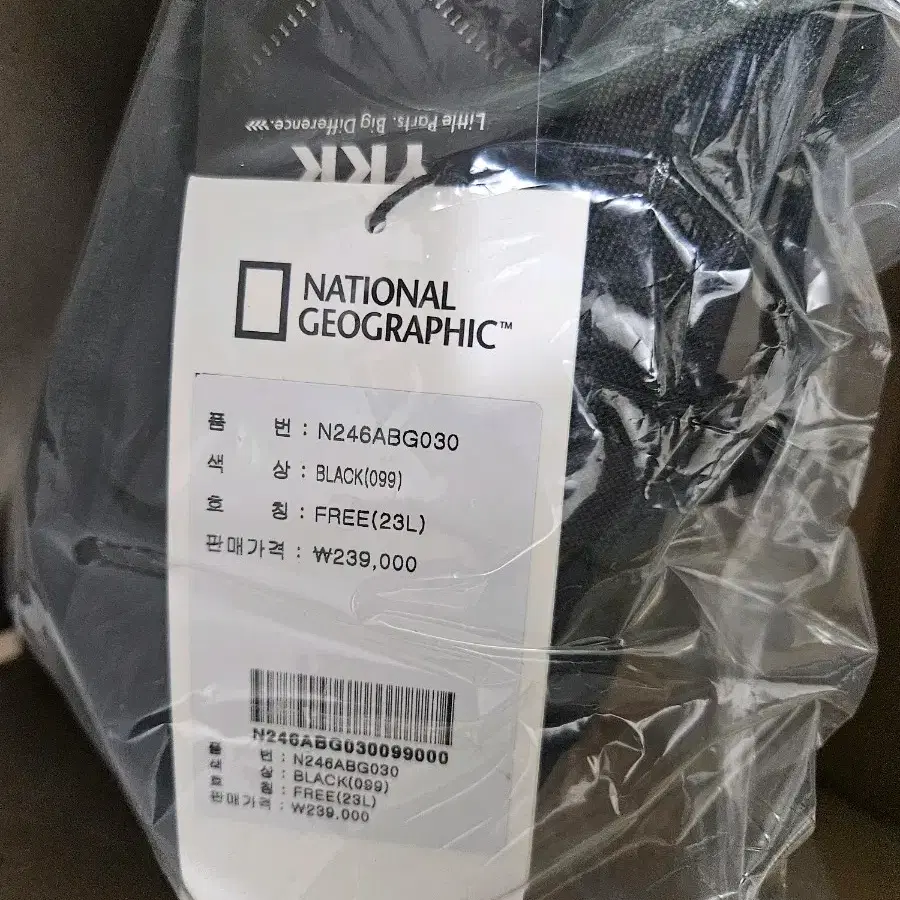 Little Parts. Big Difference.
YKK
NATIONAL
GEOGRAPHIC™
품 번 : N246ABG030
색 상 : BLACK(099)
호 칭 : FREE(23L)
판매가격 : ₩239,000
N246ABG030099000
품 번 : N246ABG030
색 상 : BLACK(099)
호 칭 : FREE(23L)
판매가격 : ₩239,000